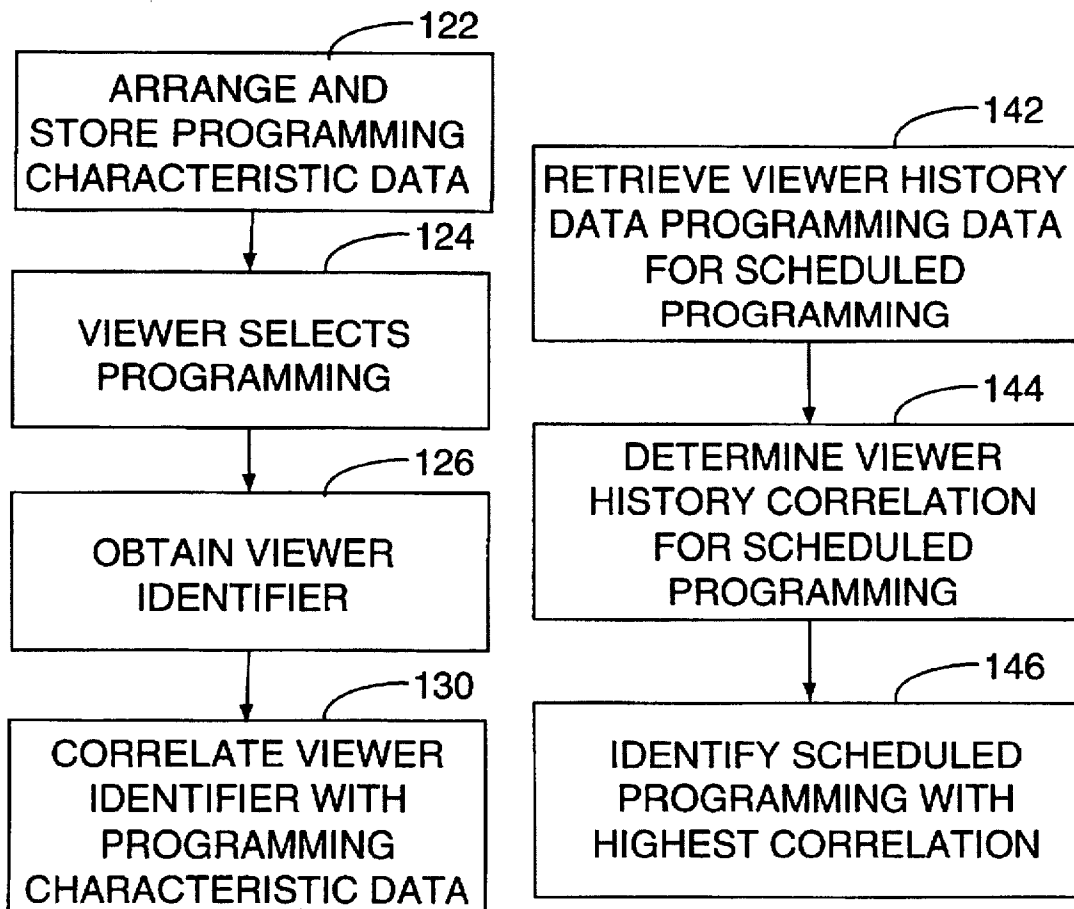 122
ARRANGE AND
STORE PROGRAMMING
CHARACTERISTIC DATA
124
VIEWER SELECTS
PROGRAMMING
126
OBTAIN VIEWER
IDENTIFIER
130
CORRELATE VIEWER
IDENTIFIER WITH
PROGRAMMING
CHARACTERISTIC DATA
142
RETRIEVE VIEWER HISTORY
DATA PROGRAMMING DATA
FOR SCHEDULED
PROGRAMMING
144
DETERMINE VIEWER
HISTORY CORRELATION
FOR SCHEDULED
PROGRAMMING
146
IDENTIFY SCHEDULED
PROGRAMMING WITH
HIGHEST CORRELATION